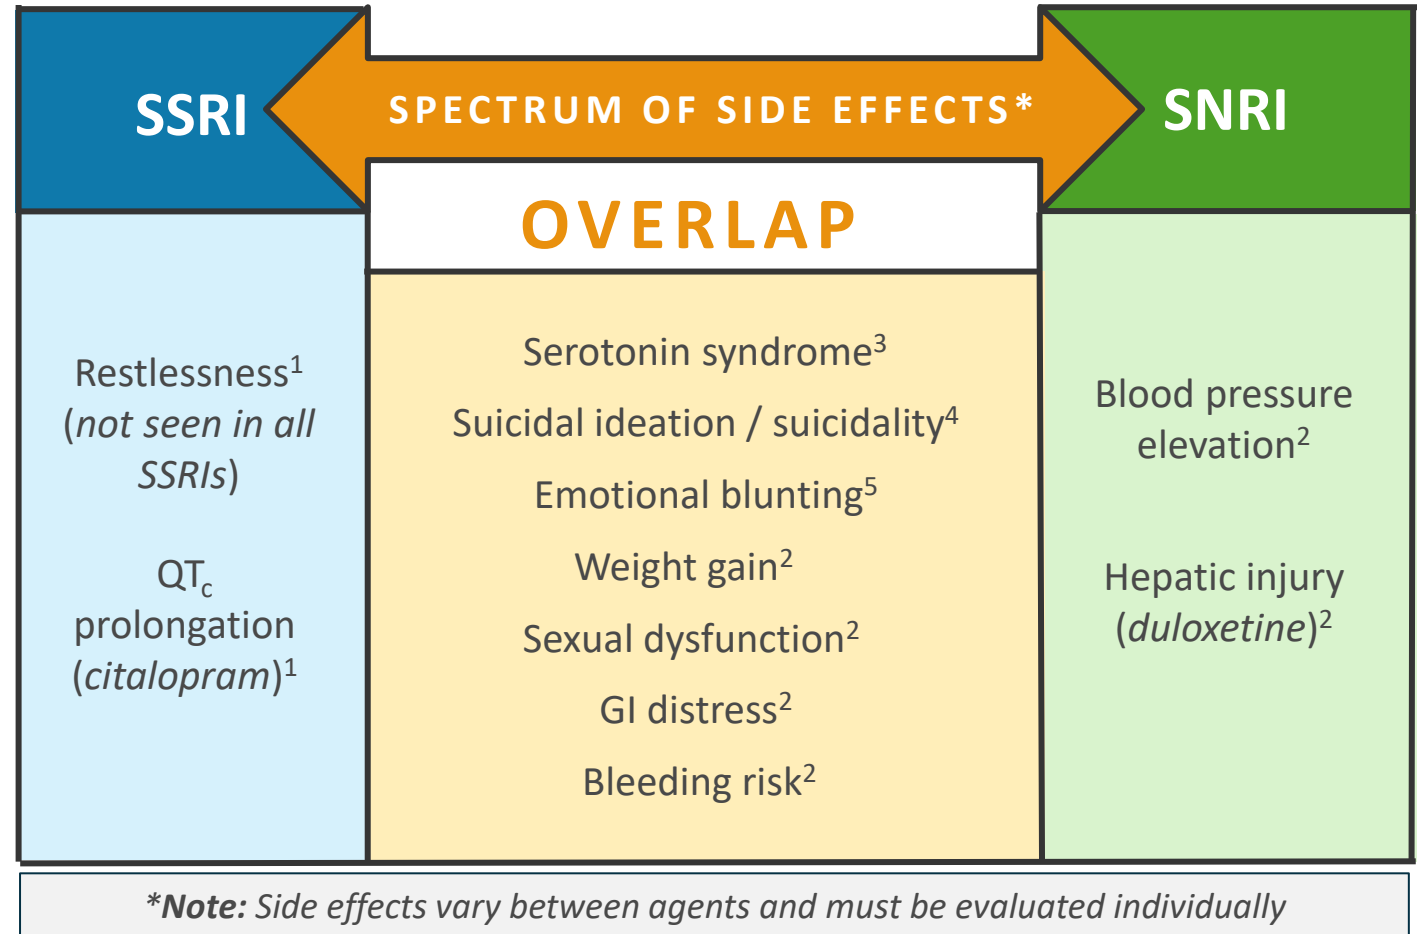 SSRI
SPECTRUM OF SIDE EFFECTS*
SNRI
OVERLAP
Restlessness¹
(not seen in all
SSRIs)
QTc
prolongation
(citalopram)¹
Serotonin syndrome³
Suicidal ideation / suicidality⁴
Emotional blunting⁵
Weight gain²
Sexual dysfunction²
GI distress²
Bleeding risk²
Blood pressure
elevation²
Hepatic injury
(duloxetine)²
*Note: Side effects vary between agents and must be evaluated individually